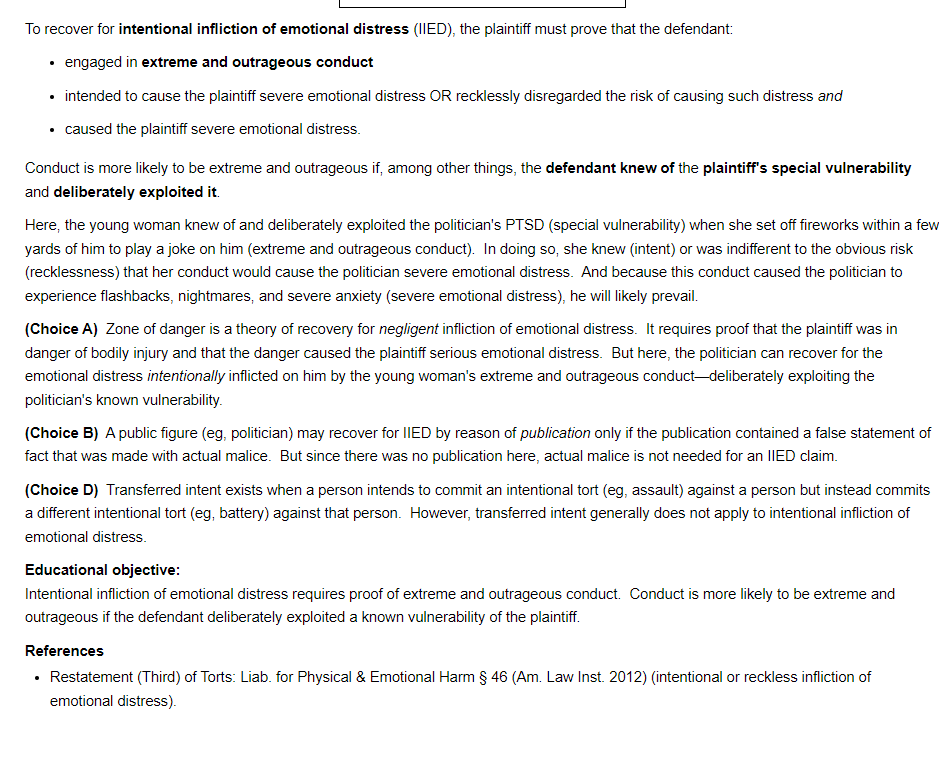 To recover for intentional infliction of emotional distress (IIED), the plaintiff must prove that the defendant:
• engaged in extreme and outrageous conduct
• intended to cause the plaintiff severe emotional distress OR recklessly disregarded the risk of causing such distress and
• caused the plaintiff severe emotional distress.
Conduct is more likely to be extreme and outrageous if, among other things, the defendant knew of the plaintiff's special vulnerability
and deliberately exploited it.
Here, the young woman knew of and deliberately exploited the politician's PTSD (special vulnerability) when she set off fireworks within a few
yards of him to play a joke on him (extreme and outrageous conduct).  In doing so, she knew (intent) or was indifferent to the obvious risk
(recklessness) that her conduct would cause the politician severe emotional distress.  And because this conduct caused the politician to
experience flashbacks, nightmares, and severe anxiety (severe emotional distress), he will likely prevail.
(Choice A)  Zone of danger is a theory of recovery for negligent infliction of emotional distress.  It requires proof that the plaintiff was in
danger of bodily injury and that the danger caused the plaintiff serious emotional distress.  But here, the politician can recover for the
emotional distress intentionally inflicted on him by the young woman's extreme and outrageous conduct—deliberately exploiting the
politician's known vulnerability.
(Choice B)  A public figure (eg, politician) may recover for IIED by reason of publication only if the publication contained a false statement of
fact that was made with actual malice.  But since there was no publication here, actual malice is not needed for an IIED claim.
(Choice D)  Transferred intent exists when a person intends to commit an intentional tort (eg, assault) against a person but instead commits
a different intentional tort (eg, battery) against that person.  However, transferred intent generally does not apply to intentional infliction of
emotional distress.
Educational objective:
Intentional infliction of emotional distress requires proof of extreme and outrageous conduct.  Conduct is more likely to be extreme and
outrageous if the defendant deliberately exploited a known vulnerability of the plaintiff.
References
• Restatement (Third) of Torts: Liab. for Physical & Emotional Harm § 46 (Am. Law Inst. 2012) (intentional or reckless infliction of
emotional distress).